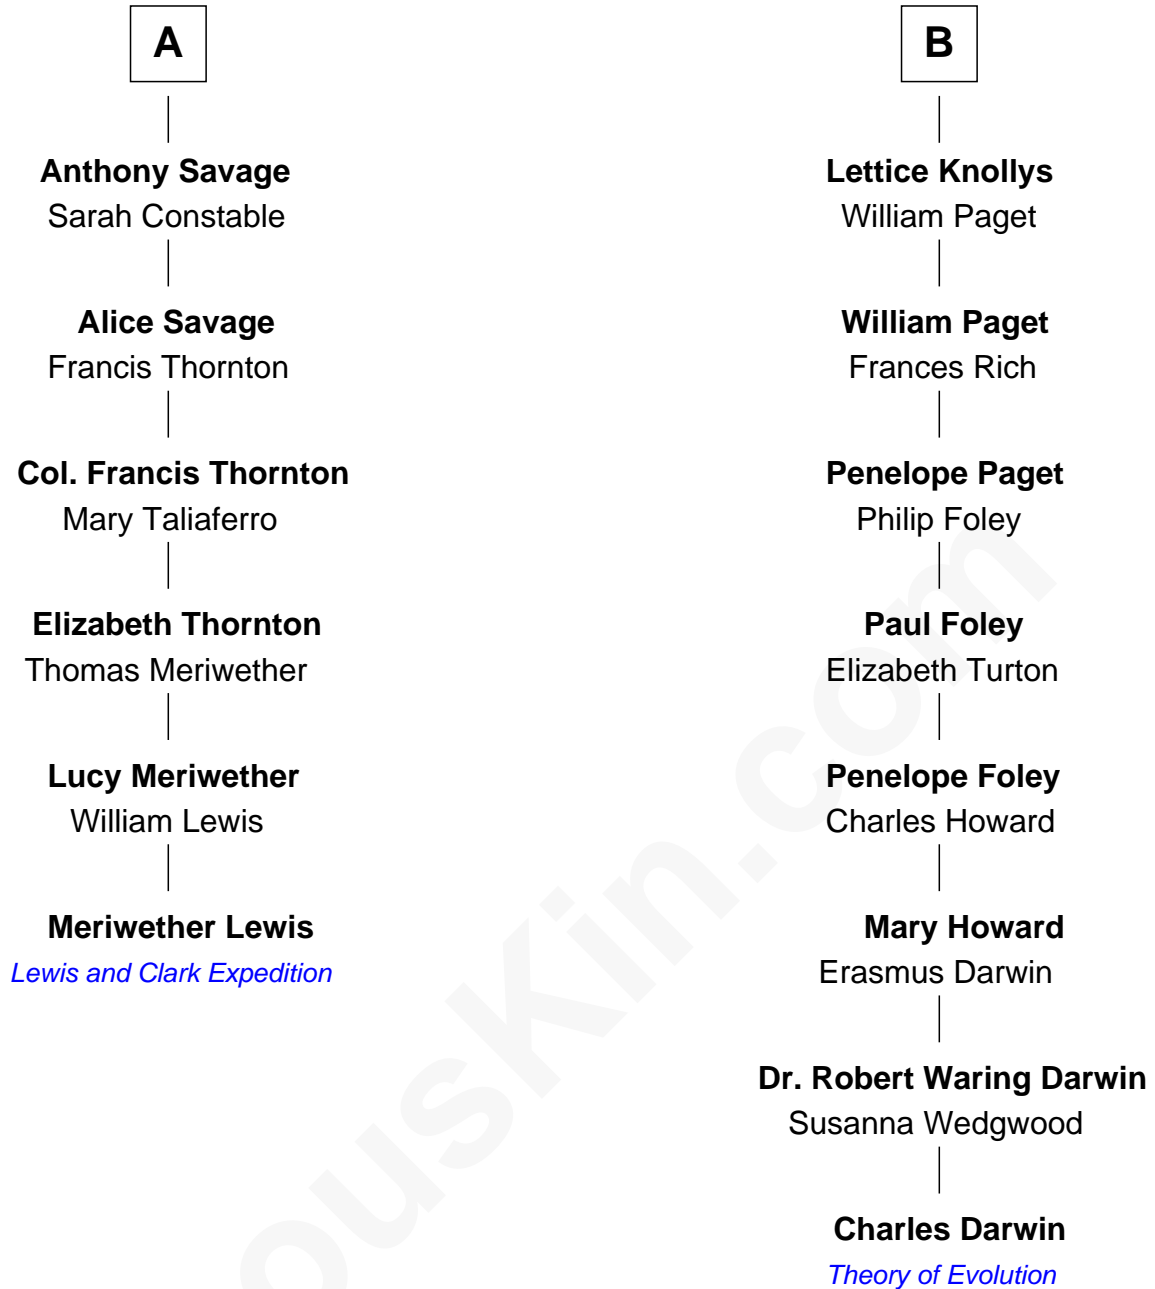 A
Anthony Savage
Sarah Constable
Alice Savage
Francis Thornton
Col. Francis Thornton
Mary Taliaferro
Elizabeth Thornton
Thomas Meriwether
Lucy Meriwether
William Lewis
Meriwether Lewis
Lewis and Clark Expedition
B
Lettice Knollys
William Paget
William Paget
Frances Rich
Penelope Paget
Philip Foley
Paul Foley
Elizabeth Turton
Penelope Foley
Charles Howard
Mary Howard
Erasmus Darwin
Dr. Robert Waring Darwin
Susanna Wedgwood
Charles Darwin
Theory of Evolution
ousKin.com